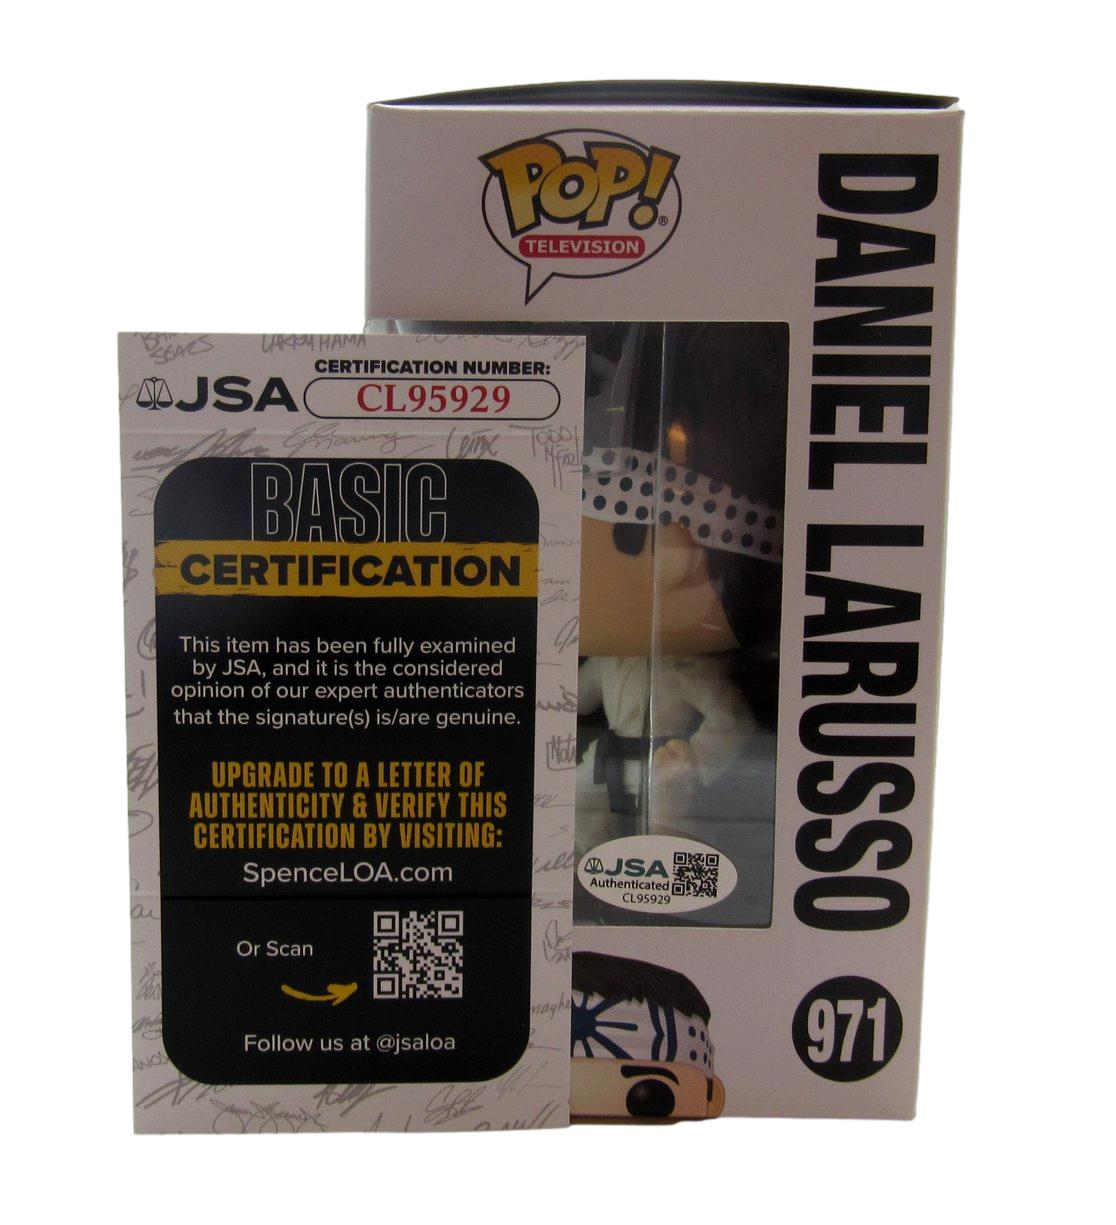 POP!®
TELEVISION
DANIEL LARUSSO
971
JSA
Authenticated
CL95929
CERTIFICATION NUMBER:
JSA
CL95929
BASIC
CERTIFICATION
This item has been fully examined
by JSA, and it is the considered
opinion of our expert authenticators
that the signature(s) is/are genuine.
UPGRADE TO A LETTER OF
AUTHENTICITY & VERIFY THIS
CERTIFICATION BY VISITING:
SpenceLOA.com
Or Scan
Follow us at @jsaloa